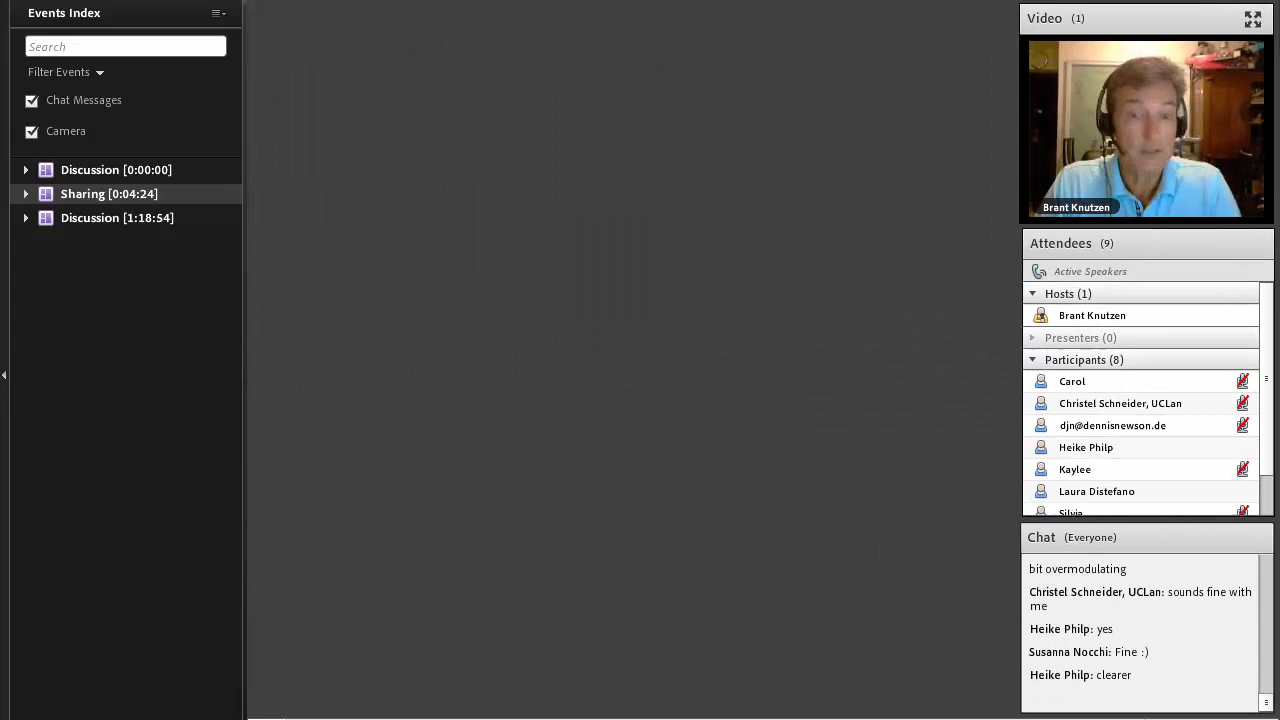 Events Index
Search
Filter Events
Chat Messages
Camera
Discussion [0:00:00]
Sharing [0:04:24]
Discussion [1:18:54]
Video (1)
Brant Knutzen
Attendees (9)
Active Speakers
Hosts (1)
Brant Knutzen
Presenters (0)
Participants (8)
Carol
Christel Schneider, UCLan
djn@dennisnewson.de
Heike Philp
Kaylee
Laura Distefano
Silvia
Chat (Everyone)
bit overmodulating
Christel Schneider, UCLan: sounds fine with
me
Heike Philp: yes
Susanna Nocchi: Fine :)
Heike Philp: clearer